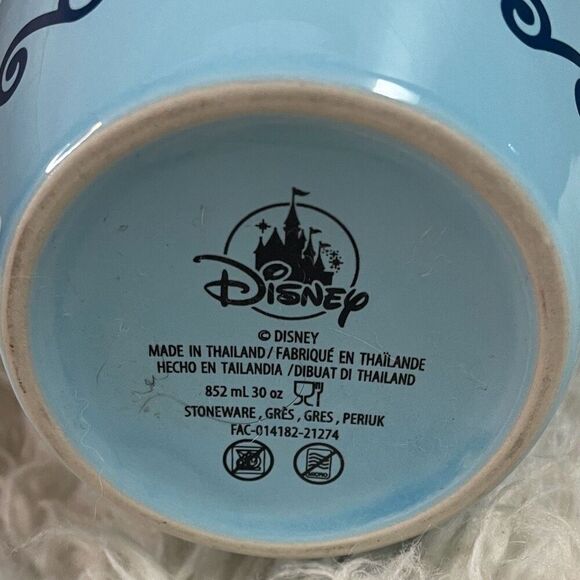 Disney
© DISNEY
MADE IN THAILAND / FABRIQUÉ EN THAÏLANDE
HECHO EN TAILANDIA /DIBUAT DI THAILAND
852 mL 30 oz
STONEWARE , GRÈS , GRES , PERIUK
FAC-014182-21274
MICRO